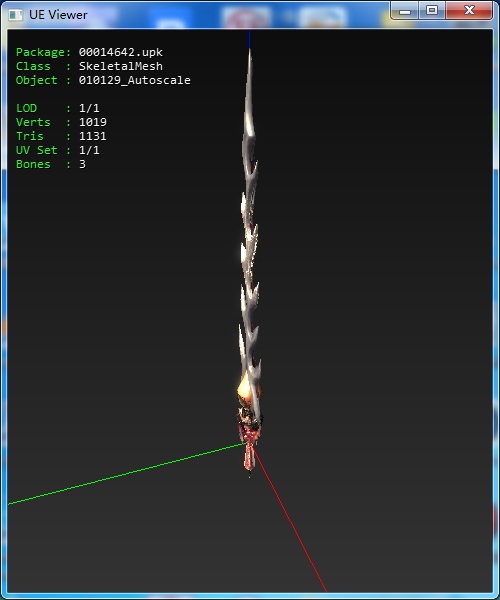 UE Viewer
Package: 00014642.upk
Class  : SkeletalMesh
Object : 010129_Autoscale
LOD    : 1/1
Verts  : 1019
Tris   : 1131
UV Set : 1/1
Bones  : 3